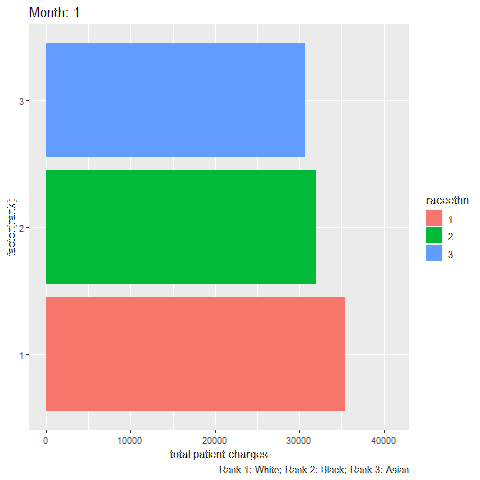 Month: 1
3
2
1
factor(rank)
0
10000
20000
30000
40000
total patient charges
Rank 1: White; Rank 2: Black; Rank 3: Asian
raceethn
1
2
3